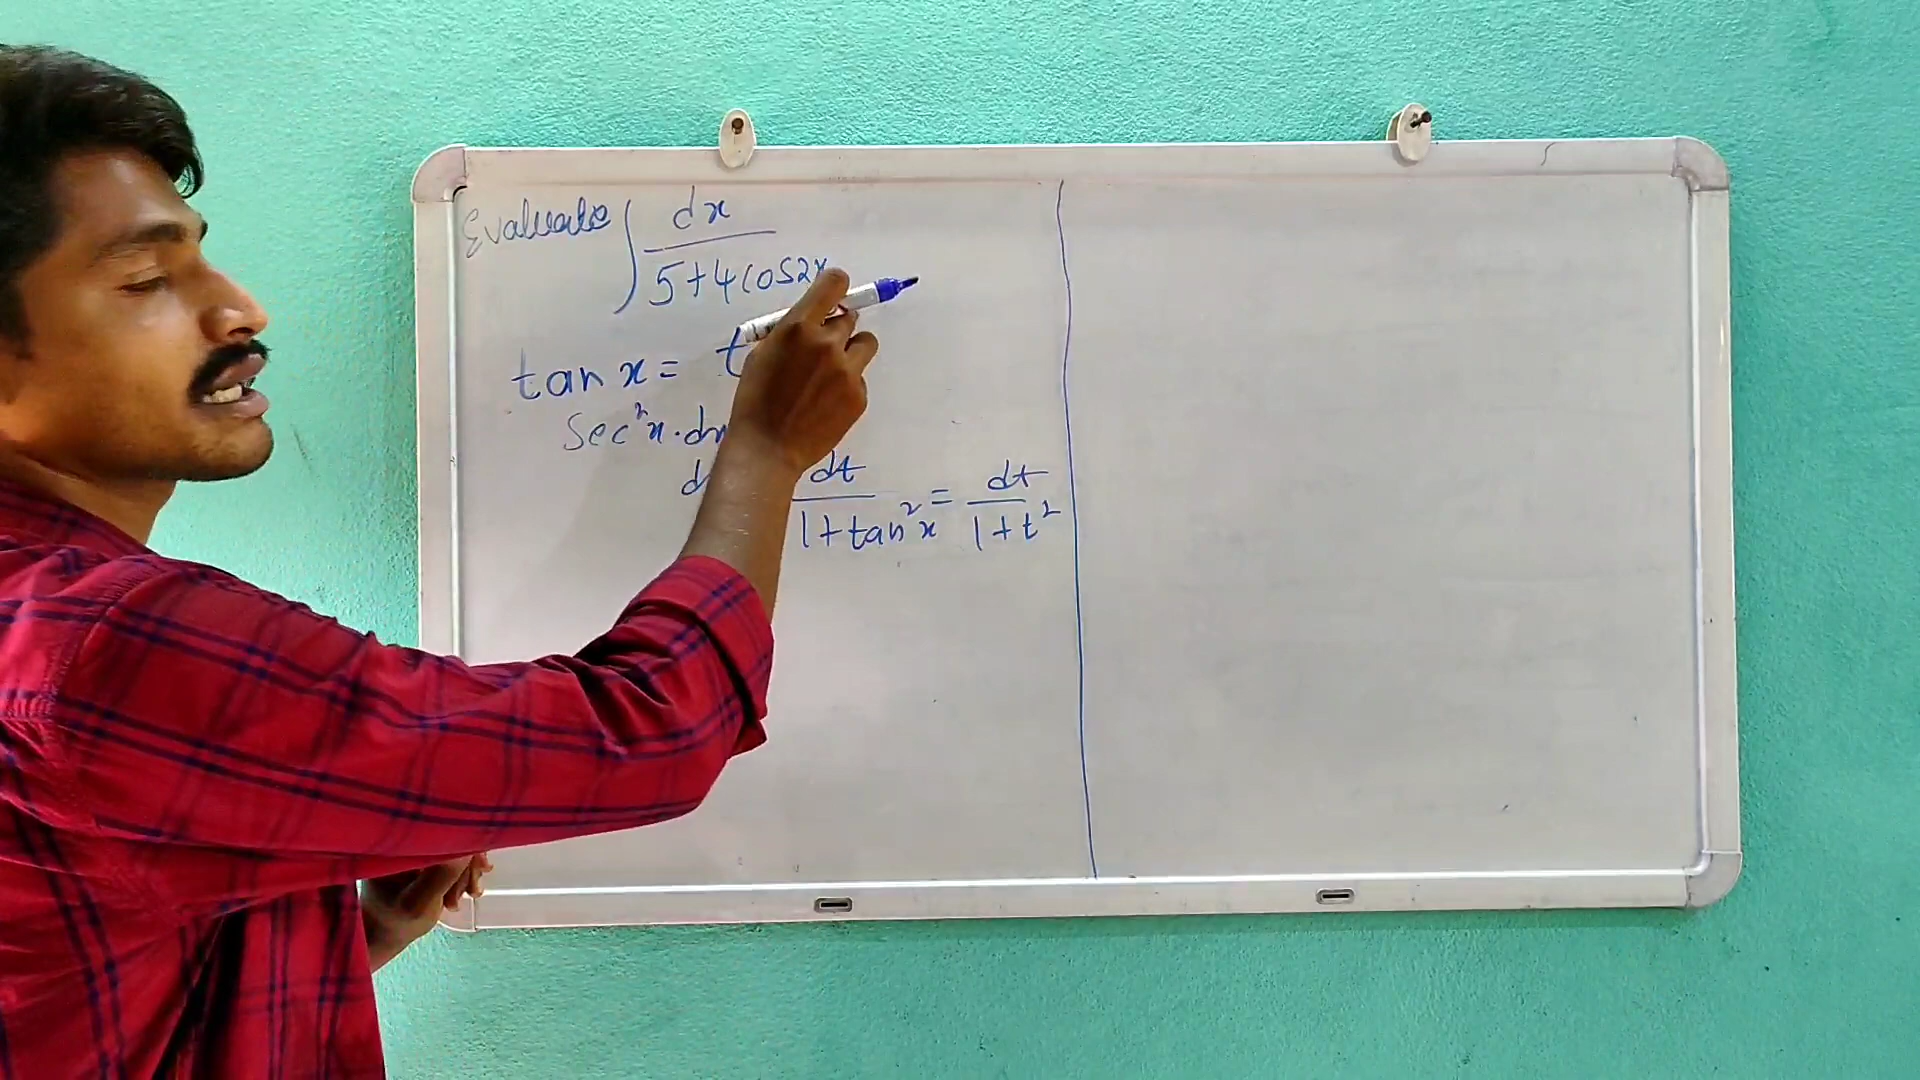 Evaluate ∫ dx / 5+4cos2x
tan x = t
sec²x·dx
dt / 1+tan²x = dt / 1+t²